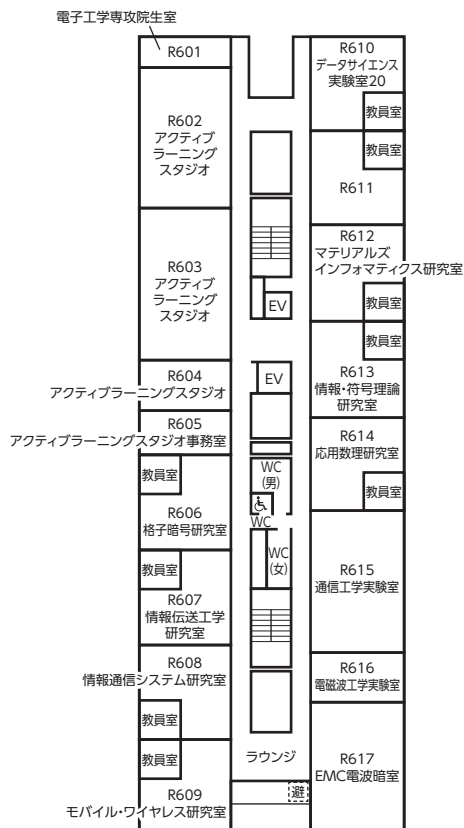 電子工学専攻院生室
R601
R602
アクティブ
ラーニング
スタジオ
R603
アクティブ
ラーニング
スタジオ
R604
アクティブラーニングスタジオ
R605
アクティブラーニングスタジオ事務室
教員室
R606
格子暗号研究室
教員室
R607
情報伝送工学
研究室
R608
情報通信システム研究室
教員室
教員室
R609
モバイル・ワイヤレス研究室
EV
EV
WC
(男)
WC
WC
(女)
ラウンジ
避
R610
データサイエンス
実験室20
教員室
教員室
R611
R612
マテリアルズ
インフォマティクス研究室
教員室
教員室
R613
情報・符号理論
研究室
R614
応用数理研究室
教員室
R615
通信工学実験室
R616
電磁波工学実験室
R617
EMC電波暗室